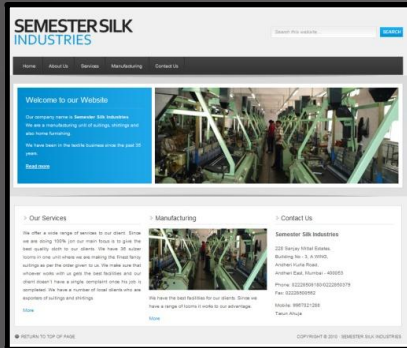 SEMESTER SILK
INDUSTRIES
Search this website...
SEARCH
Home About Us Services Manufacturing Contact Us
Welcome to our Website
Our company name is Semester Silk Industries
We are a manufacturing unit of suitings, shirtings and
also home furnishing.
We have been in the textile business since the past 35
years.
Read more
> Our Services
We offer a wide range of services to our client. Since
we are doing 100% job our main focus is to give the
best quality cloth to our clients. We have 36 sulzer
looms in one unit where we are making the finest fancy
suitings as per the order given to us. We make sure that
whoever works with us gets the best facilities and our
client doesn't have a single complaint once his job is
completed. We have a number of local clients who are
exporters of suitings and shirtings.
More
> Manufacturing
We have the best facilities for our clients. Since we
have a range of looms it works to our advantage.
More
> Contact Us
Semester Silk Industries
220 Sanjay Mittal Estates,
Building No - 3, A WING,
Andheri Kurla Road,
Andheri East, Mumbai - 400053
Mobile: 9867021288
Tarun Ahuja
RETURN TO TOP OF PAGE
COPYRIGHT © 2010 · SEMESTER SILK INDUSTRIES